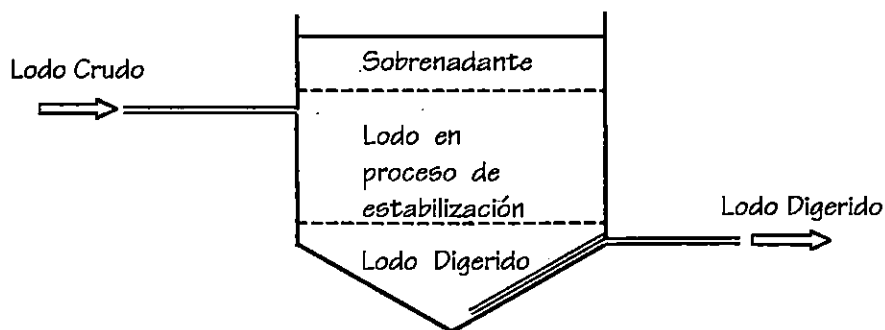 Sobrenadante
Lodo Crudo
Lodo en
proceso de
estabilización
Lodo Digerido
Lodo Digerido